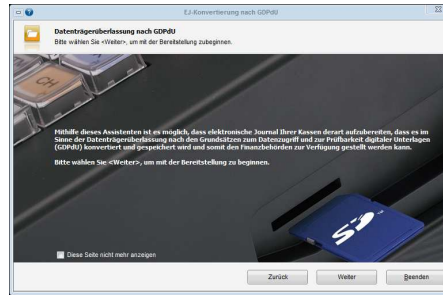 EJ-Konvertierung nach GDPdU
Datenträgerüberlassung nach GDPdU
Bitte wählen Sie <Weiter>, um mit der Bereitstellung zubeginnen.
CH
Mithilfe dieses Assistenten ist es möglich, dass elektronische Journal Ihrer Kassen derart aufzubereiten, dass es im
Sinne der Datenträgerüberlassung nach den Grundsätzen zum Datenzugriff und zur Prüfbarkeit digitaler Unterlagen
(GDPdU) konvertiert und gespeichert wird und somit den Finanzbehörden zur Verfügung gestellt werden kann.
Bitte wählen Sie <Weiter>, um mit der Bereitstellung zu beginnen.
SD
Diese Seite nicht mehr anzeigen
Zurück Weiter Beenden